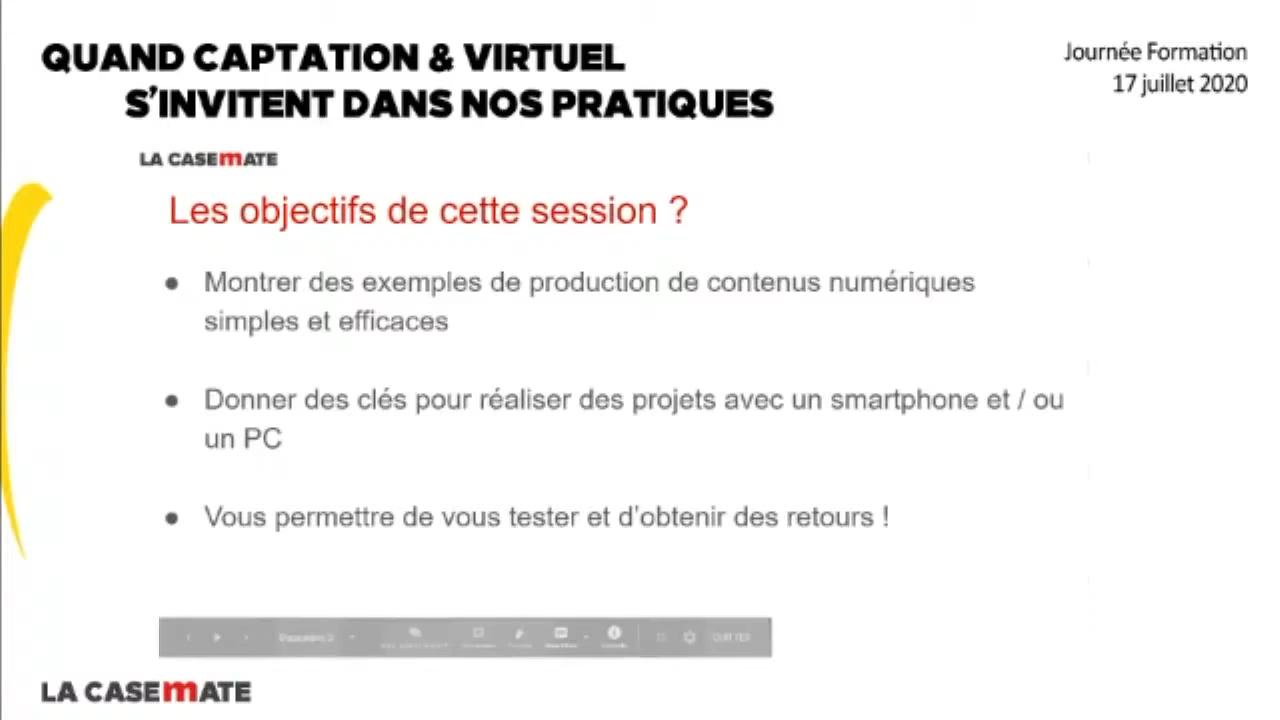 QUAND CAPTATION & VIRTUEL
S'INVITENT DANS NOS PRATIQUES
Journée Formation
17 juillet 2020
LA CASEMATE
Les objectifs de cette session ?
● Montrer des exemples de production de contenus numériques
simples et efficaces
● Donner des clés pour réaliser des projets avec un smartphone et / ou
un PC
● Vous permettre de vous tester et d'obtenir des retours !
LA CASEMATE